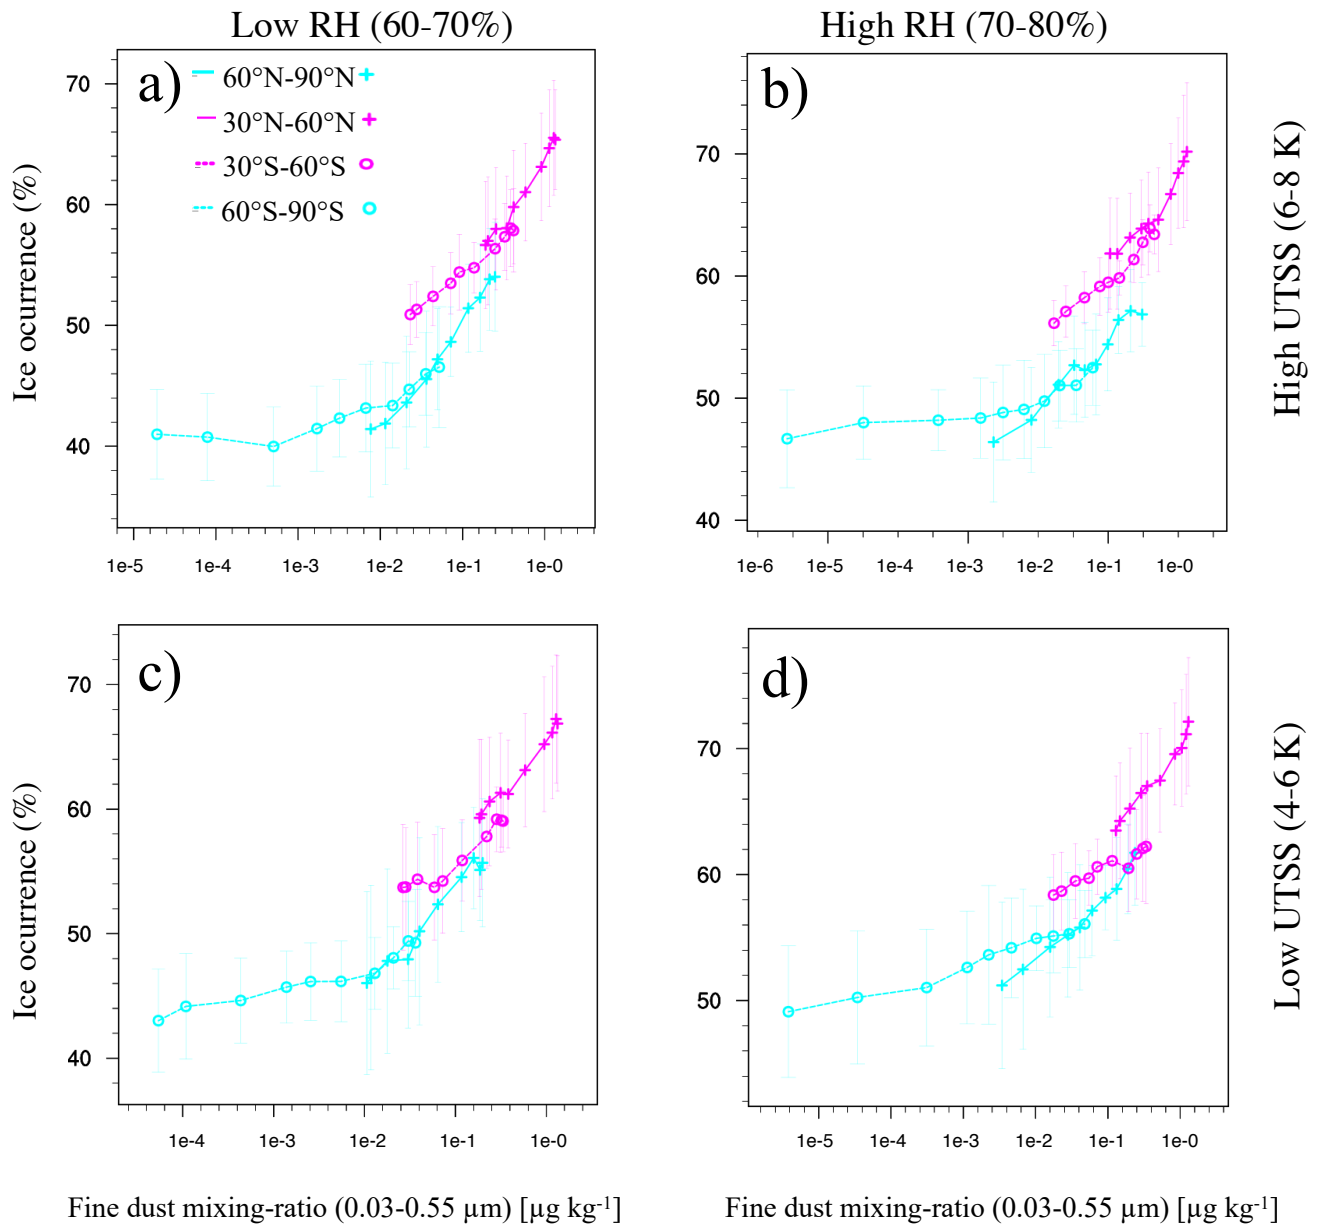 Low RH (60-70%)
High RH (70-80%)
a)
60°N-90°N
30°N-60°N
30°S-60°S
60°S-90°S
70
60
50
40
Ice ocurrence (%)
1e-5 1e-4 1e-3 1e-2 1e-1 1e-0
b)
70
60
50
40
1e-6 1e-5 1e-4 1e-3 1e-2 1e-1 1e-0
High UTSS (6-8 K)
c)
70
60
50
40
Ice ocurrence (%)
1e-4 1e-3 1e-2 1e-1 1e-0
Fine dust mixing-ratio (0.03-0.55 µm) [µg kg-1]
d)
70
60
50
1e-5 1e-4 1e-3 1e-2 1e-1 1e-0
Fine dust mixing-ratio (0.03-0.55 µm) [µg kg-1]
Low UTSS (4-6 K)